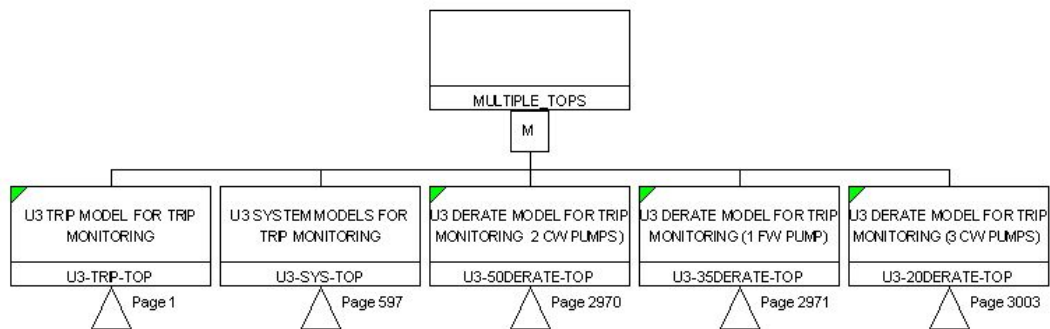 MULTIPLE_TOPS
M
U3 TRIP MODEL FOR TRIP
MONITORING
U3-TRIP-TOP
Page 1
U3 SYSTEM MODELS FOR
TRIP MONITORING
U3-SYS-TOP
Page 597
U3 DERATE MODEL FOR TRIP
MONITORING 2 CW PUMPS)
U3-50DERATE-TOP
Page 2970
U3 DERATE MODEL FOR TRIP
MONITORING (1 FW PUMP)
U3-35DERATE-TOP
Page 2971
U3 DERATE MODEL FOR TRIP
MONITORING (3 CW PUMPS)
U3-20DERATE-TOP
Page 3003